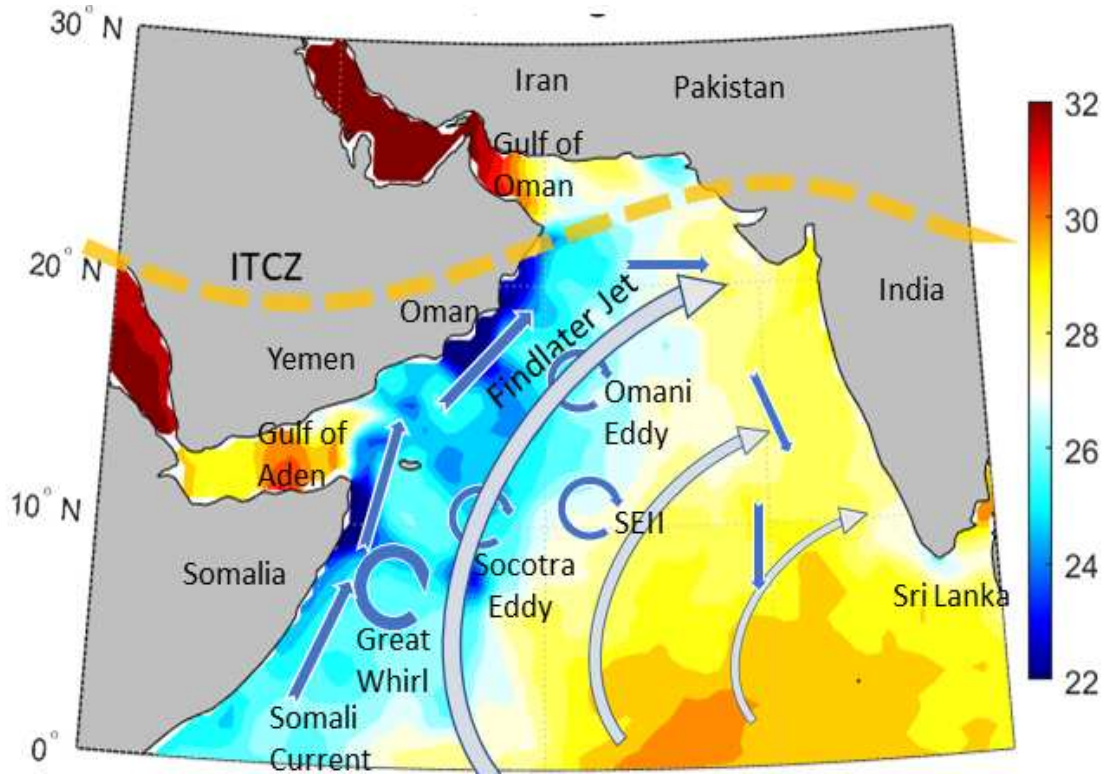 30° N
Iran
Pakistan
32
Gulf of
Oman
30
20° N
ITCZ
India
Oman
Findlater Jet
28
Yemen
Omani
Eddy
Gulf of
Aden
26
10° N
SEII
Somalia
Socotra
Eddy
24
Sri Lanka
Great
Whirl
22
Somali
Current
0°